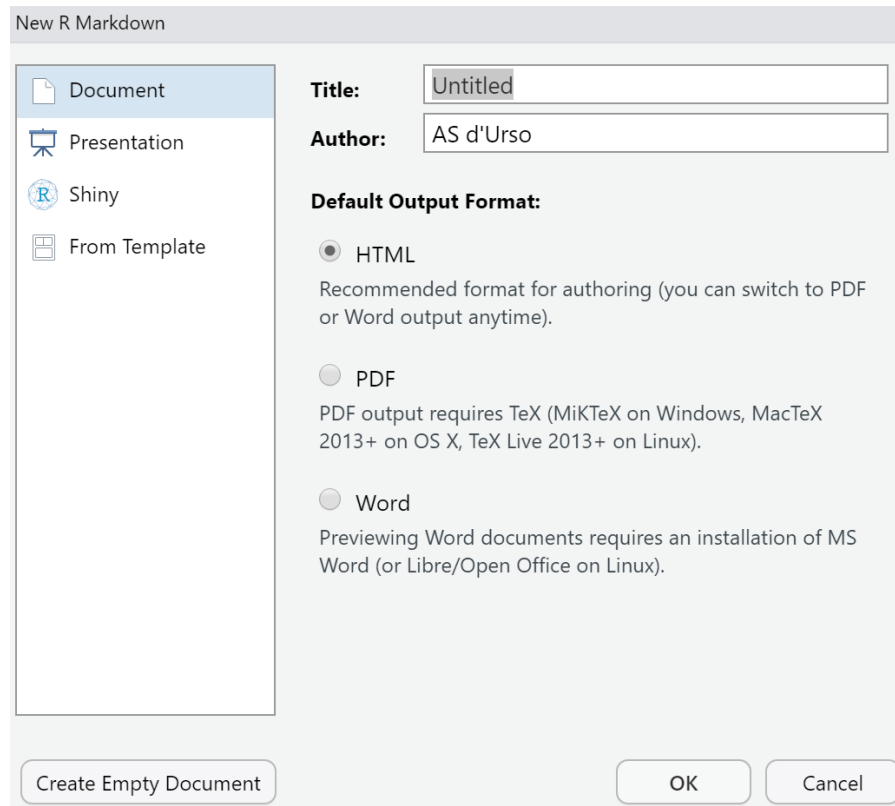 New R Markdown
Document
Presentation
R Shiny
From Template
Title: Untitled
Author: AS d'Urso
Default Output Format:
HTML
Recommended format for authoring (you can switch to PDF
or Word output anytime).
PDF
PDF output requires TeX (MiKTeX on Windows, MacTeX
2013+ on OS X, TeX Live 2013+ on Linux).
Word
Previewing Word documents requires an installation of MS
Word (or Libre/Open Office on Linux).
Create Empty Document OK Cancel